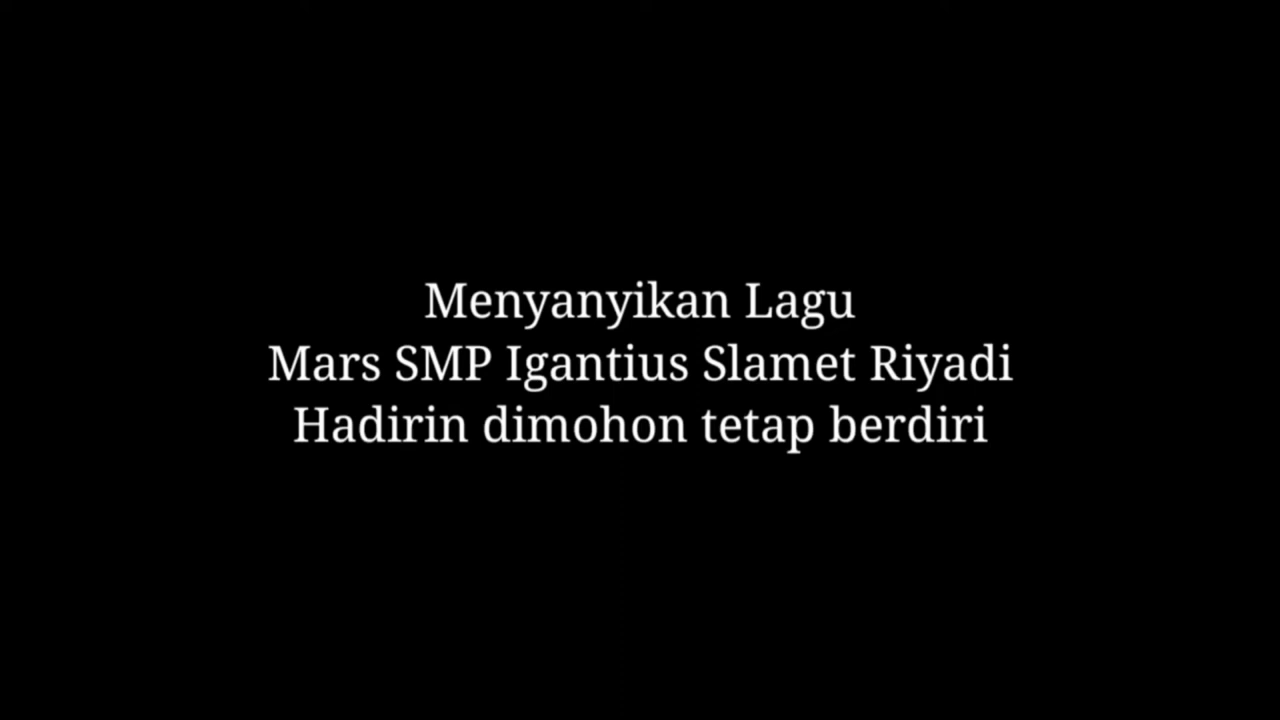 Menyanyikan Lagu
Mars SMP Igantius Slamet Riyadi
Hadirin dimohon tetap berdiri